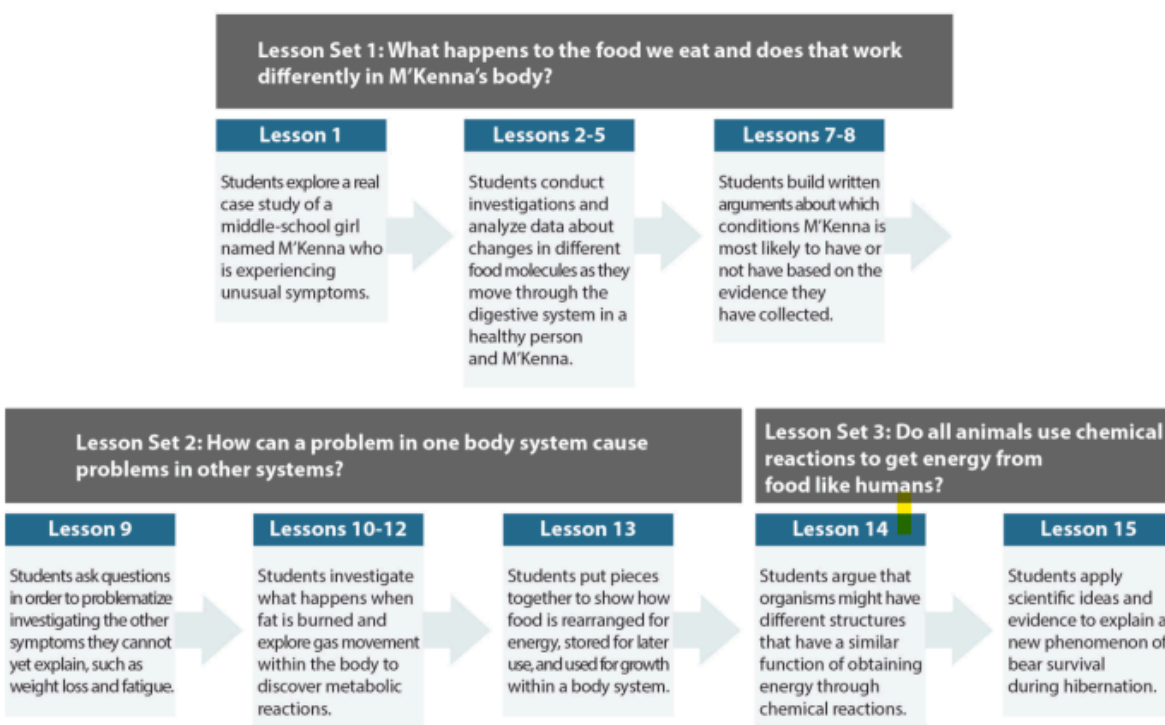 Lesson Set 1: What happens to the food we eat and does that work
differently in M'Kenna's body?
Lesson 1
Students explore a real
case study of a
middle-school girl
named M'Kenna who
is experiencing
unusual symptoms.
Lessons 2-5
Students conduct
investigations and
analyze data about
changes in different
food molecules as they
move through the
digestive system in a
healthy person
and M'Kenna.
Lessons 7-8
Students build written
arguments about which
conditions M'Kenna is
most likely to have or
not have based on the
evidence they
have collected.
Lesson Set 2: How can a problem in one body system cause
problems in other systems?
Lesson 9
Students ask questions
in order to problematize
investigating the other
symptoms they cannot
yet explain, such as
weight loss and fatigue.
Lessons 10-12
Students investigate
what happens when
fat is burned and
explore gas movement
within the body to
discover metabolic
reactions.
Lesson 13
Students put pieces
together to show how
food is rearranged for
energy, stored for later
use, and used for growth
within a body system.
Lesson Set 3: Do all animals use chemical
reactions to get energy from
food like humans?
Lesson 14
Students argue that
organisms might have
different structures
that have a similar
function of obtaining
energy through
chemical reactions.
Lesson 15
Students apply
scientific ideas and
evidence to explain a
new phenomenon of
bear survival
during hibernation.